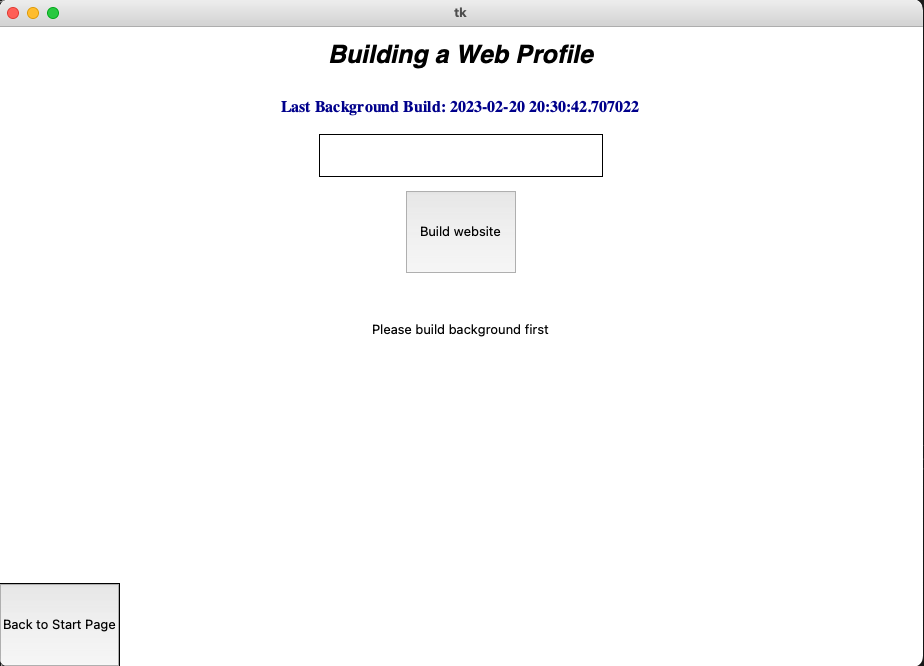 tk
Building a Web Profile
Last Background Build: 2023-02-20 20:30:42.707022
Build website
Please build background first
Back to Start Page